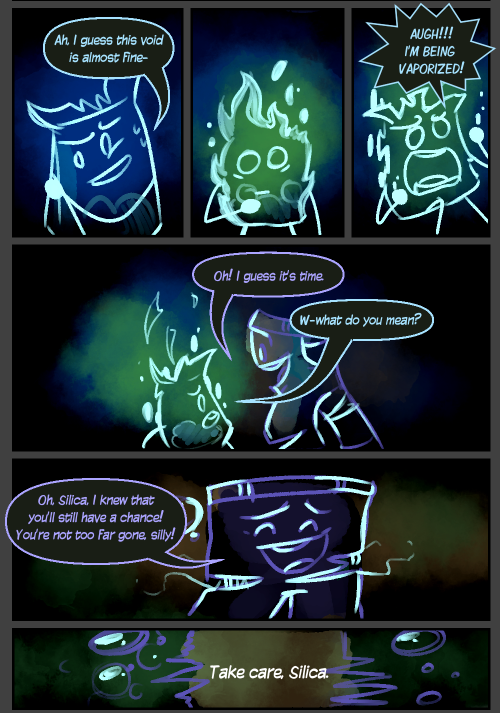 Ah, I guess this void
is almost fine-
AUGH!!!
I'M BEING
VAPORIZED!
Oh! I guess it's time.
W-what do you mean?
Oh, Silica, I knew that
you'll still have a chance!
You're not too far gone, silly!
Take care, Silica.